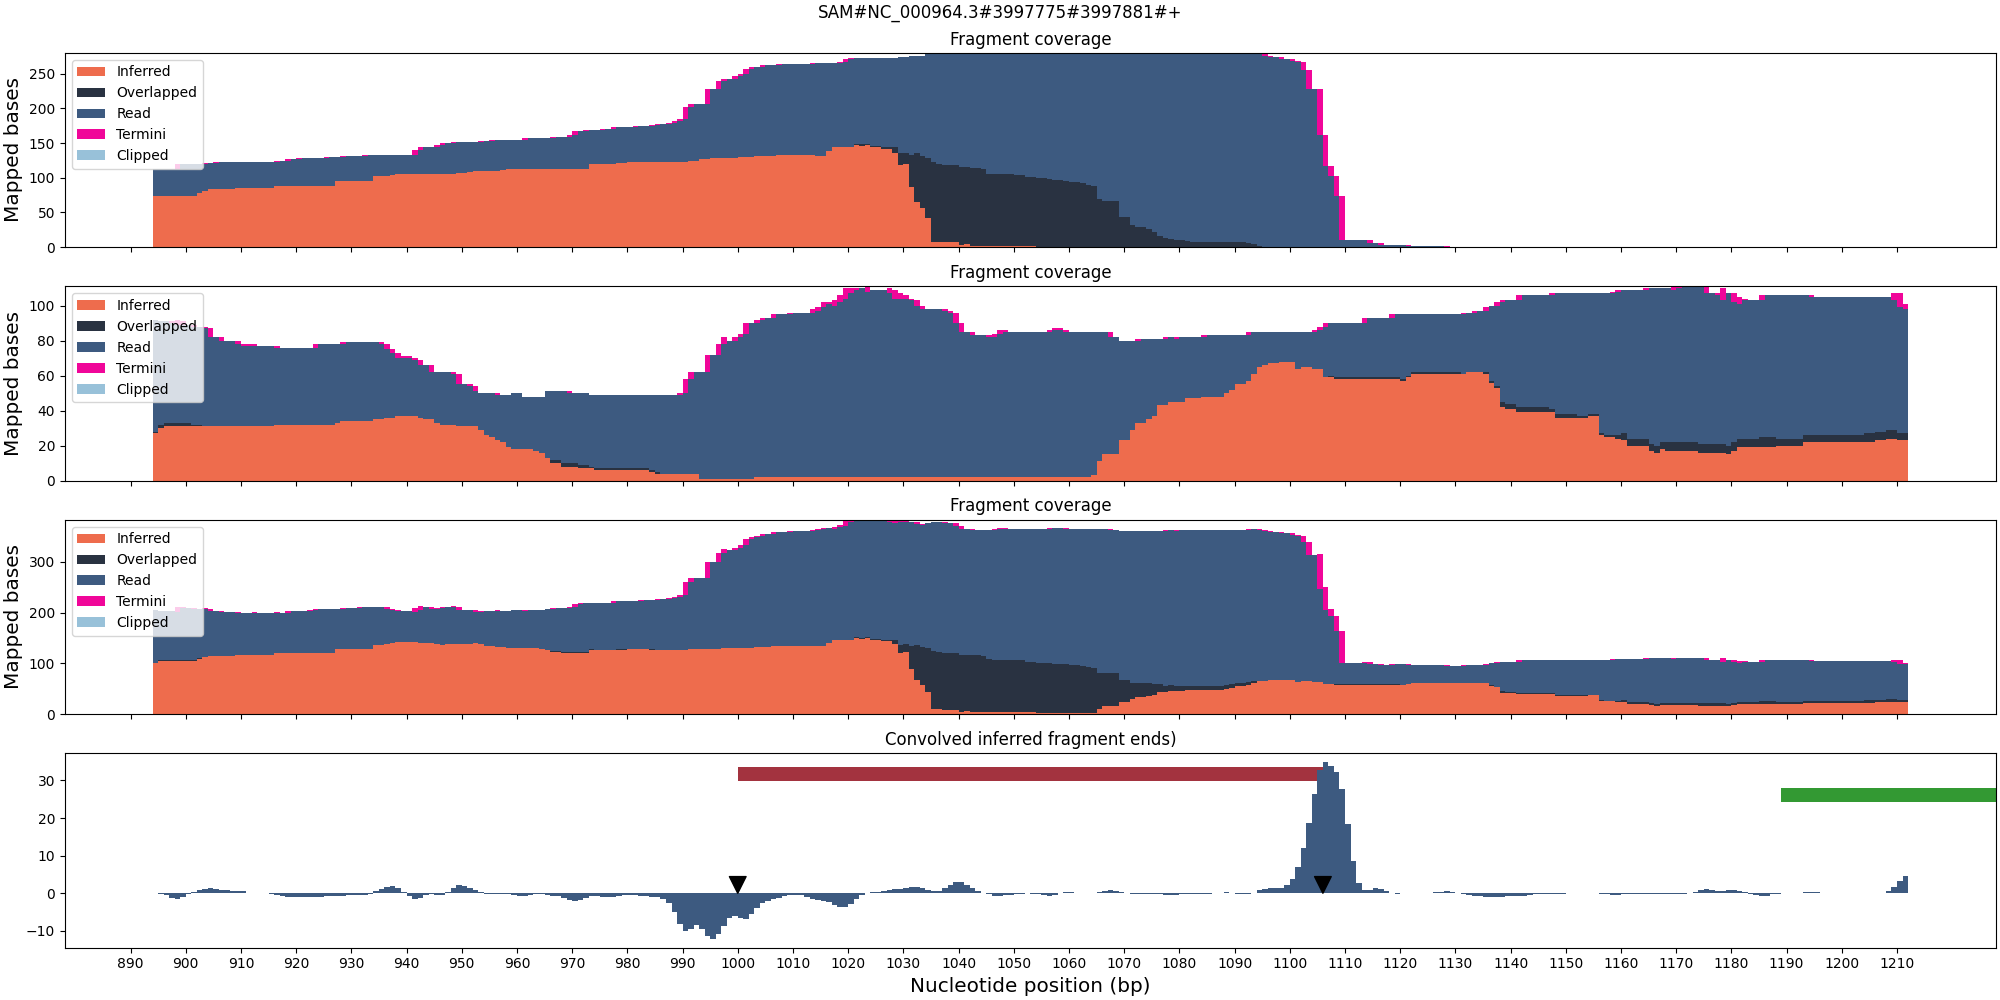 SAM#NC_000964.3#3997775#3997881#+
Fragment coverage
Mapped bases
250
200
150
100
50
0
Inferred
Overlapped
Read
Termini
Clipped
Fragment coverage
Mapped bases
100
80
60
40
20
0
Inferred
Overlapped
Read
Termini
Clipped
Fragment coverage
Mapped bases
300
200
100
0
Inferred
Overlapped
Read
Termini
Clipped
Convolved inferred fragment ends)
30
20
10
0
−10
890 900 910 920 930 940 950 960 970 980 990 1000 1010 1020 1030 1040 1050 1060 1070 1080 1090 1100 1110 1120 1130 1140 1150 1160 1170 1180 1190 1200 1210
Nucleotide position (bp)